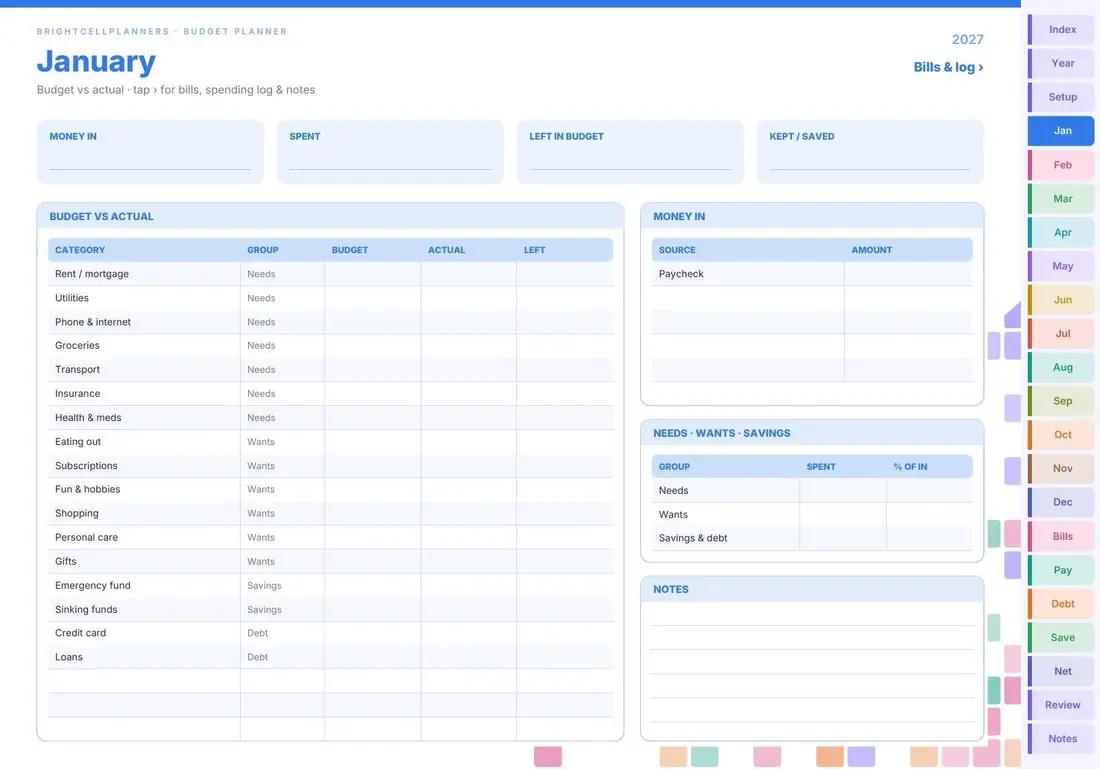 BRIGHTCELLPLANNERS · BUDGET PLANNER
January
Budget vs actual · tap › for bills, spending log & notes
2027
Bills & log ›
MONEY IN
SPENT
LEFT IN BUDGET
KEPT / SAVED
BUDGET VS ACTUAL
CATEGORY GROUP BUDGET ACTUAL LEFT
Rent / mortgage Needs
Utilities Needs
Phone & internet Needs
Groceries Needs
Transport Needs
Insurance Needs
Health & meds Needs
Eating out Wants
Subscriptions Wants
Fun & hobbies Wants
Shopping Wants
Personal care Wants
Gifts Wants
Emergency fund Savings
Sinking funds Savings
Credit card Debt
Loans Debt
MONEY IN
SOURCE AMOUNT
Paycheck
NEEDS · WANTS · SAVINGS
GROUP SPENT % OF IN
Needs
Wants
Savings & debt
NOTES
Index
Year
Setup
Jan
Feb
Mar
Apr
May
Jun
Jul
Aug
Sep
Oct
Nov
Dec
Bills
Pay
Debt
Save
Net
Review
Notes